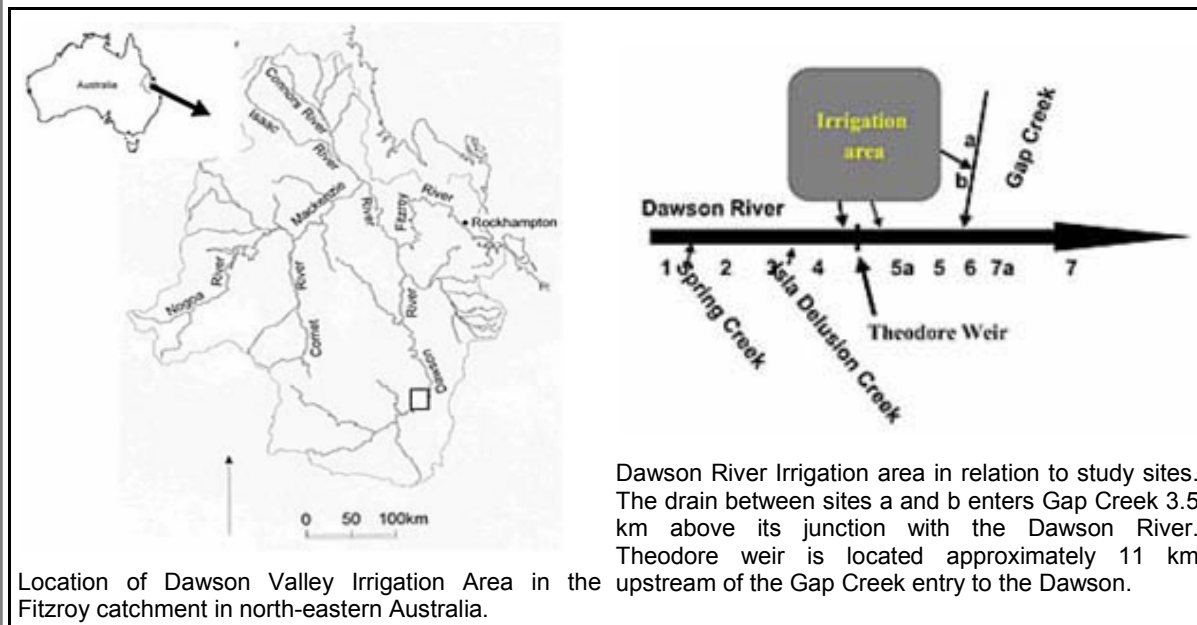 Australia
Connors River
Isaac
River
Mackenzie
River
Fitzroy
River
Rockhampton
Nogoa
River
River
Comet
River
Dawson
0 50 100km
Location of Dawson Valley Irrigation Area in the
Fitzroy catchment in north-eastern Australia.
Irrigation
area
a
b
Gap Creek
Dawson River
1 2 3 4 5a 5 6 7a 7
Spring Creek
Isla Delusion Creek
Theodore Weir
Dawson River Irrigation area in relation to study sites.
The drain between sites a and b enters Gap Creek 3.5
km above its junction with the Dawson River.
Theodore weir is located approximately 11 km
upstream of the Gap Creek entry to the Dawson.